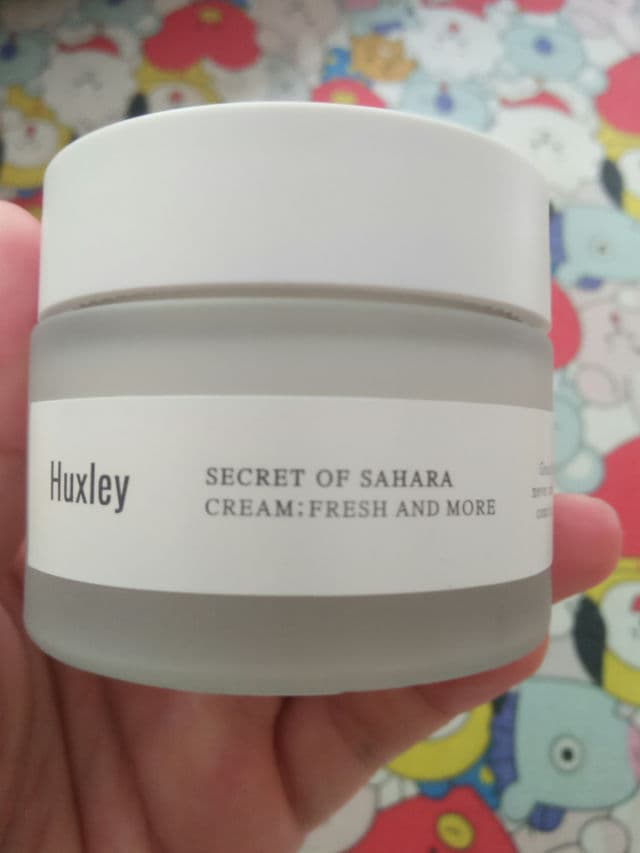 Huxley
SECRET OF SAHARA
CREAM;FRESH AND MORE